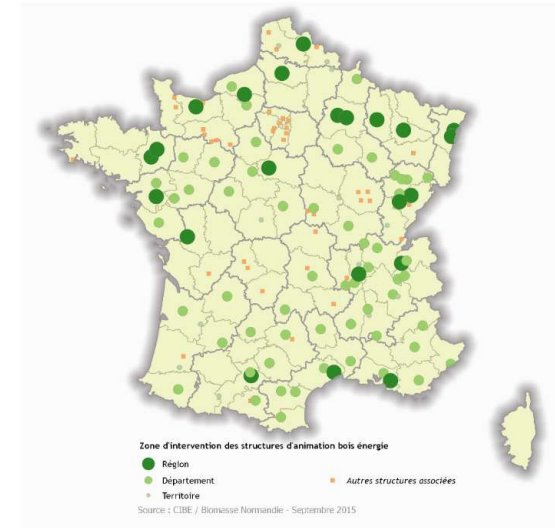 Zone d'intervention des structures d'animation bois énergie
Région
Département
Autres structures associées
Territoire
Source : CIBE / Biomasse Normandie - Septembre 2015